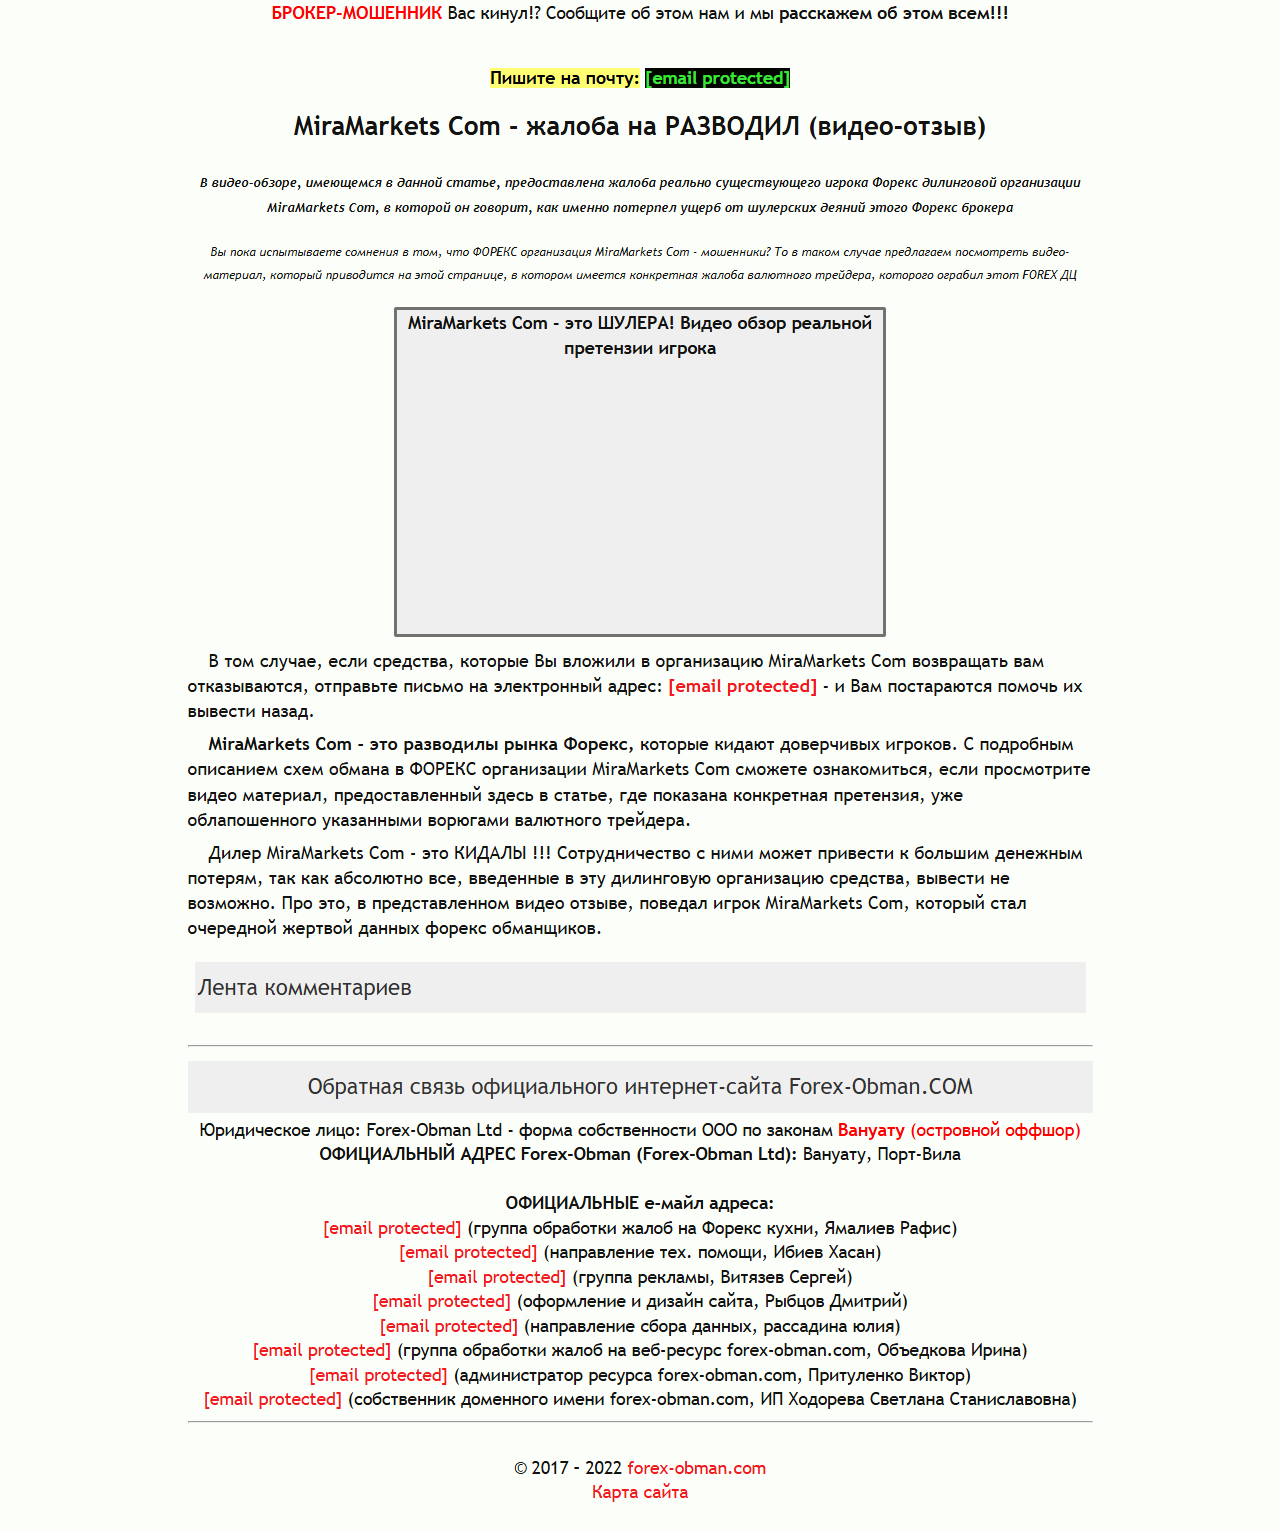 БРОКЕР-МОШЕННИК Вас кинул!? Сообщите об этом нам и мы расскажем об этом всем!!!
Пишите на почту: [email protected]
MiraMarkets Com - жалоба на РАЗВОДИЛ (видео-отзыв)
В видео-обзоре, имеющемся в данной статье, предоставлена жалоба реально существующего игрока Форекс дилинговой организации
MiraMarkets Com, в которой он говорит, как именно потерпел ущерб от шулерских деяний этого Форекс брокера
Вы пока испытываете сомнения в том, что ФОРЕКС организация MiraMarkets Com - мошенники? То в таком случае предлагаем посмотреть видео-
материал, который приводится на этой странице, в котором имеется конкретная жалоба валютного трейдера, которого ограбил этот FOREX ДЦ
MiraMarkets Com - это ШУЛЕРА! Видео обзор реальной
претензии игрока
В том случае, если средства, которые Вы вложили в организацию MiraMarkets Com возвращать вам
отказываются, отправьте письмо на электронный адрес: [email protected] - и Вам постараются помочь их
вывести назад.
MiraMarkets Com - это разводилы рынка Форекс, которые кидают доверчивых игроков. С подробным
описанием схем обмана в ФОРЕКС организации MiraMarkets Com сможете ознакомиться, если просмотрите
видео материал, предоставленный здесь в статье, где показана конкретная претензия, уже
облапошенного указанными ворюгами валютного трейдера.
Дилер MiraMarkets Com - это КИДАЛЫ !!! Сотрудничество с ними может привести к большим денежным
потерям, так как абсолютно все, введенные в эту дилинговую организацию средства, вывести не
возможно. Про это, в представленном видео отзыве, поведал игрок MiraMarkets Com, который стал
очередной жертвой данных форекс обманщиков.
Лента комментариев
Обратная связь официального интернет-сайта Forex-Obman.COM
Юридическое лицо: Forex-Obman Ltd - форма собственности ООО по законам Вануату (островной оффшор)
ОФИЦИАЛЬНЫЙ АДРЕС Forex-Obman (Forex-Obman Ltd): Вануату, Порт-Вила
ОФИЦИАЛЬНЫЕ е-майл адреса:
[email protected] (группа обработки жалоб на Форекс кухни, Ямалиев Рафис)
[email protected] (направление тех. помощи, Ибиев Хасан)
[email protected] (группа рекламы, Витязев Сергей)
[email protected] (оформление и дизайн сайта, Рыбцов Дмитрий)
[email protected] (направление сбора данных, рассадина юлия)
[email protected] (группа обработки жалоб на веб-ресурс forex-obman.com, Объедкова Ирина)
[email protected] (администратор ресурса forex-obman.com, Притуленко Виктор)
[email protected] (собственник доменного имени forex-obman.com, ИП Ходорева Светлана Станиславовна)
© 2017 - 2022 forex-obman.com
Карта сайта